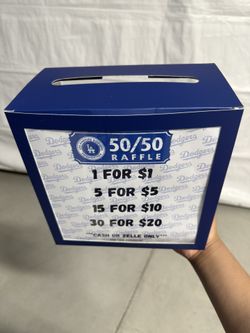 50/50
RAFFLE
1 FOR $1
5 FOR $5
15 FOR $10
30 FOR $20
CASH OR ZELLE ONLY
Dodgers